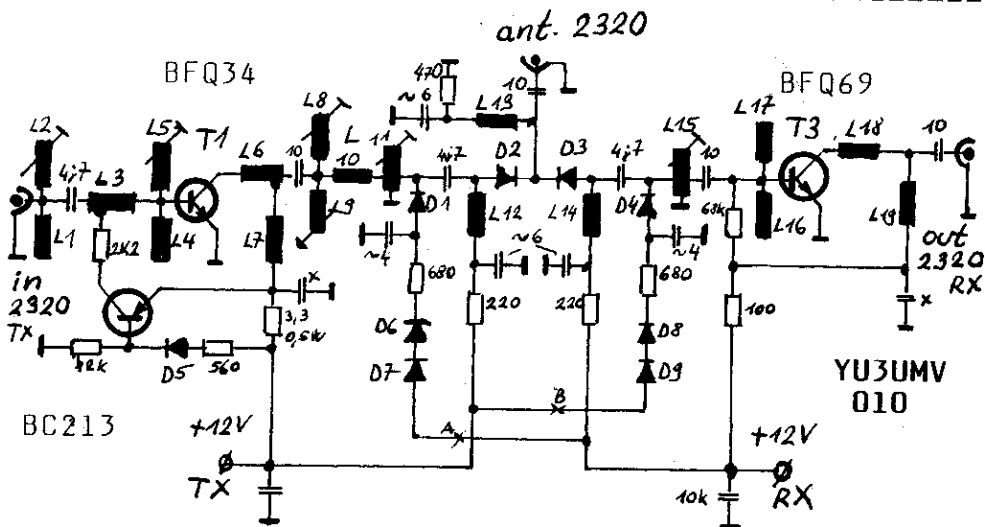 ant. 2320
BFQ34
BFQ69
470
10
~6
L13
L2
L5
T1
L8
L11
L15
L17
T3
L18
10
4,7
L3
L6
10
10
4,7
D2
D3
4,7
10
L1
2K2
L4
L7
L9
D1
L12
L14
D4
68k
L16
L19
in
2320
TX
~4
~6
~4
out
2320
RX
x
680
220
220
680
100
x
3,3
0,5W
D6
D8
D5
560
D7
D9
YU3UMV
010
BC213
A
B
+12V
+12V
TX
10k
RX